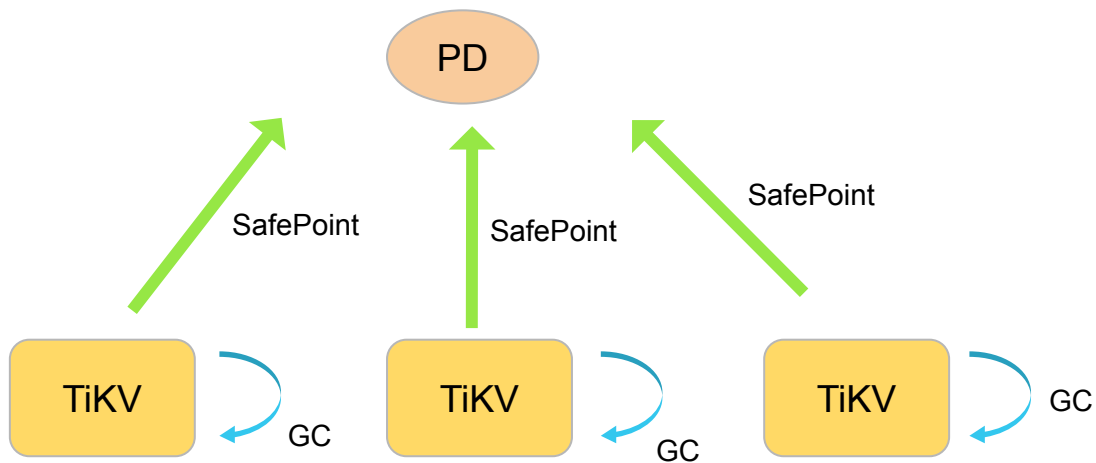 PD
SafePoint
SafePoint
SafePoint
TiKV
GC
TiKV
GC
TiKV
GC